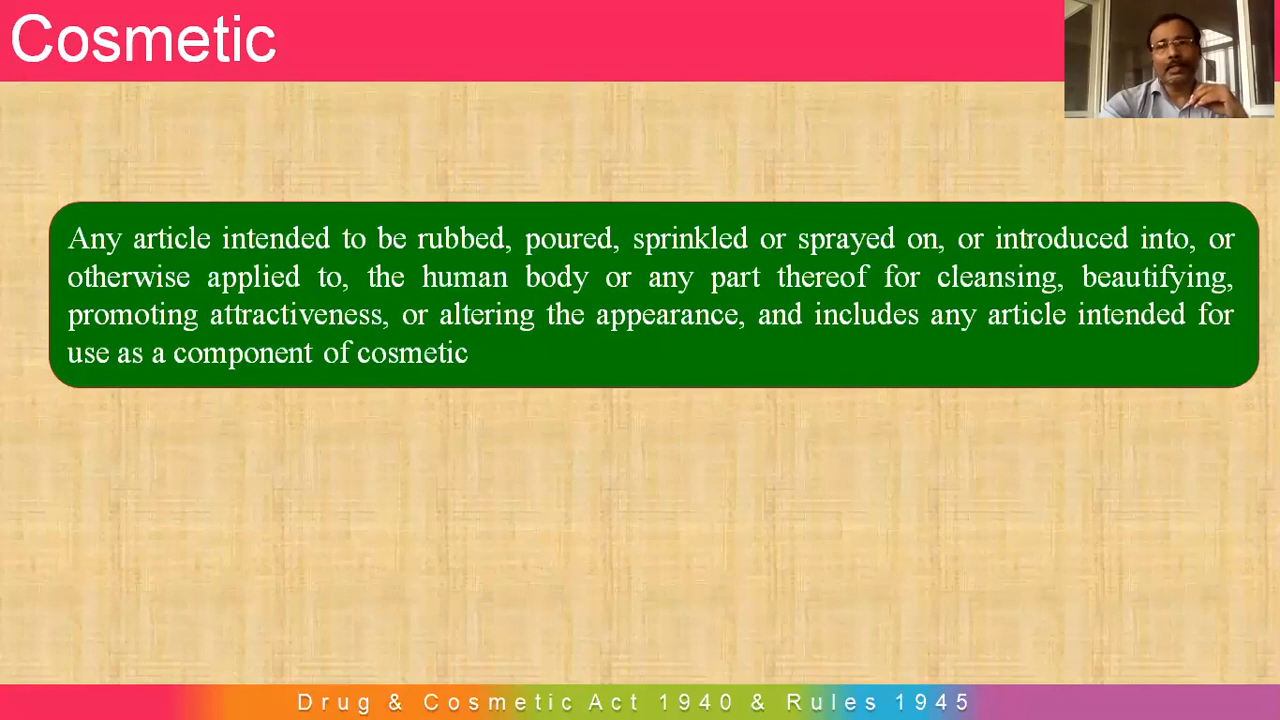 Cosmetic
Any article intended to be rubbed, poured, sprinkled or sprayed on, or introduced into, or
otherwise applied to, the human body or any part thereof for cleansing, beautifying,
promoting attractiveness, or altering the appearance, and includes any article intended for
use as a component of cosmetic
Drug & Cosmetic Act 1940 & Rules 1945